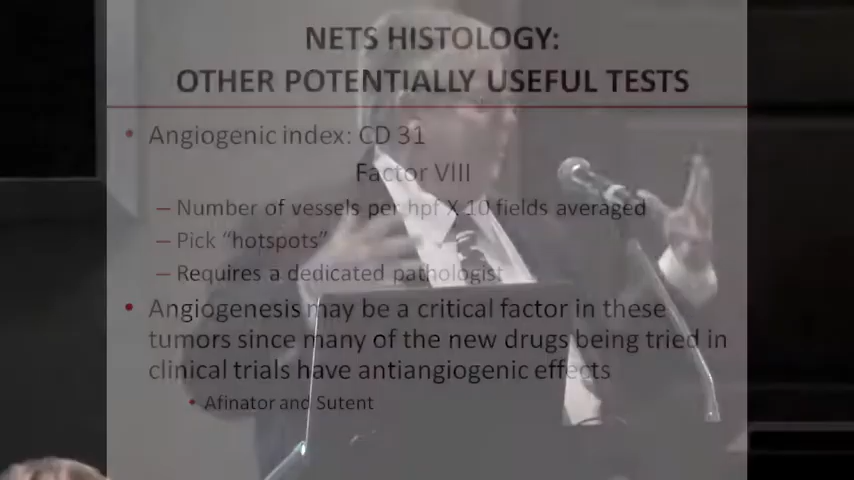 NETS HISTOLOGY:
OTHER POTENTIALLY USEFUL TESTS
• Angiogenic index: CD 31
Factor VIII
– Number of vessels per hpf X 10 fields averaged
– Pick “hotspots”
– Requires a dedicated pathologist
• Angiogenesis may be a critical factor in these
tumors since many of the new drugs being tried in
clinical trials have antiangiogenic effects
• Afinator and Sutent